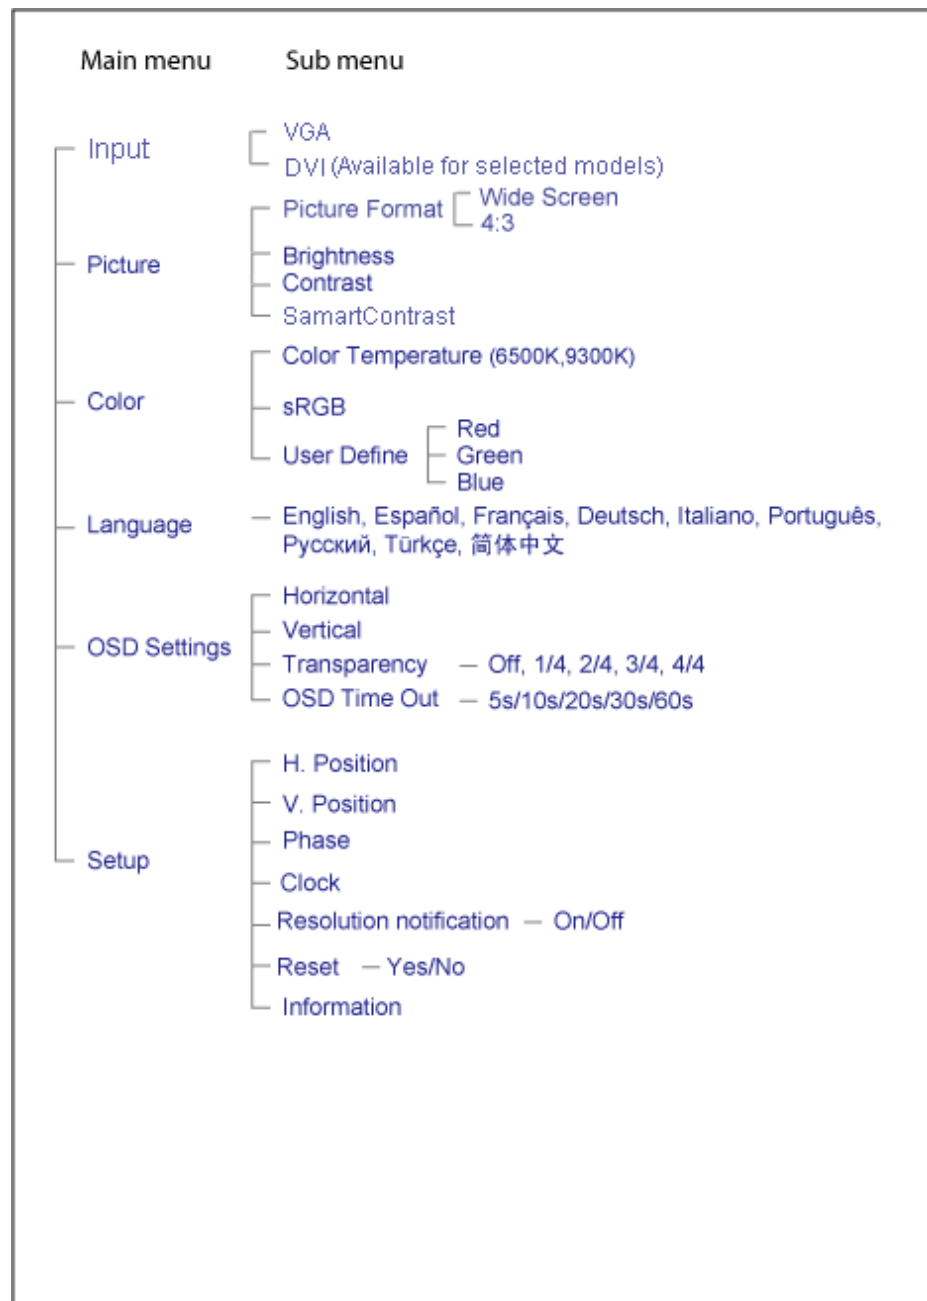 Main menu Sub menu
Input
VGA
DVI (Available for selected models)
Picture
Picture Format
Wide Screen
4:3
Brightness
Contrast
SamartContrast
Color
Color Temperature (6500K,9300K)
sRGB
User Define
Red
Green
Blue
Language
English, Español, Français, Deutsch, Italiano, Português,
Русский, Türkçe, 简体中文
OSD Settings
Horizontal
Vertical
Transparency — Off, 1/4, 2/4, 3/4, 4/4
OSD Time Out — 5s/10s/20s/30s/60s
Setup
H. Position
V. Position
Phase
Clock
Resolution notification — On/Off
Reset — Yes/No
Information